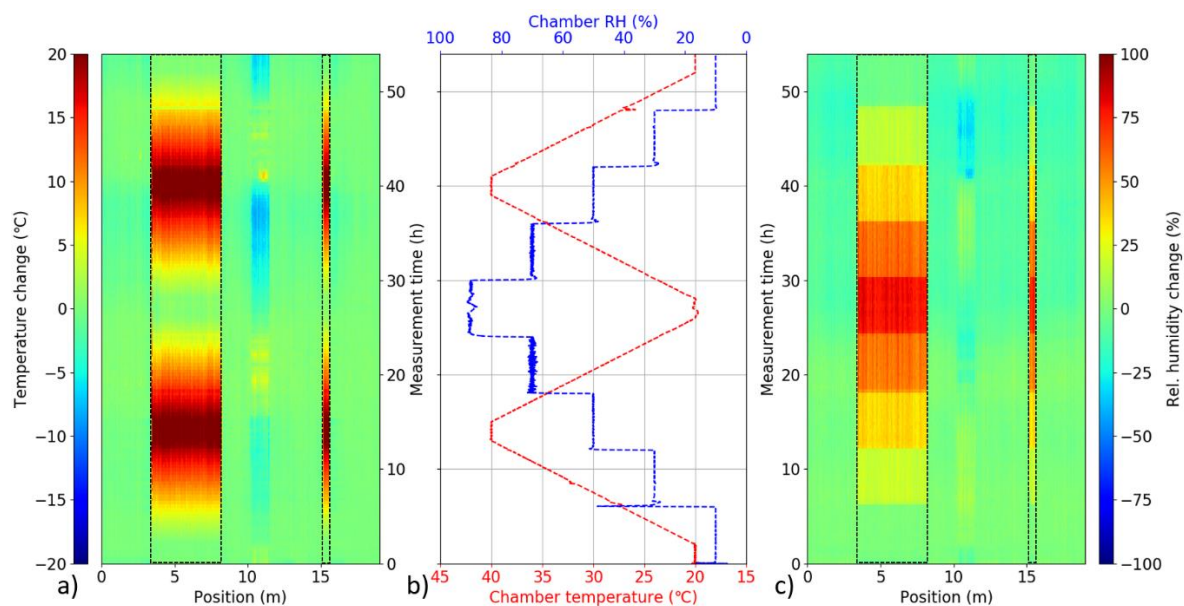 Chamber RH (%)
100 80 60 40 20 0
20
15
10
5
0
−5
−10
−15
−20
Temperature change (℃)
a)
0 5 10 15
Position (m)
0
10
20
30
40
50
Measurement time (h)
b)
45 40 35 30 25 20 15
Chamber temperature (℃)
0
10
20
30
40
50
Measurement time (h)
c)
0 5 10 15
Position (m)
100
75
50
25
0
−25
−50
−75
−100
Rel. humidity change (%)